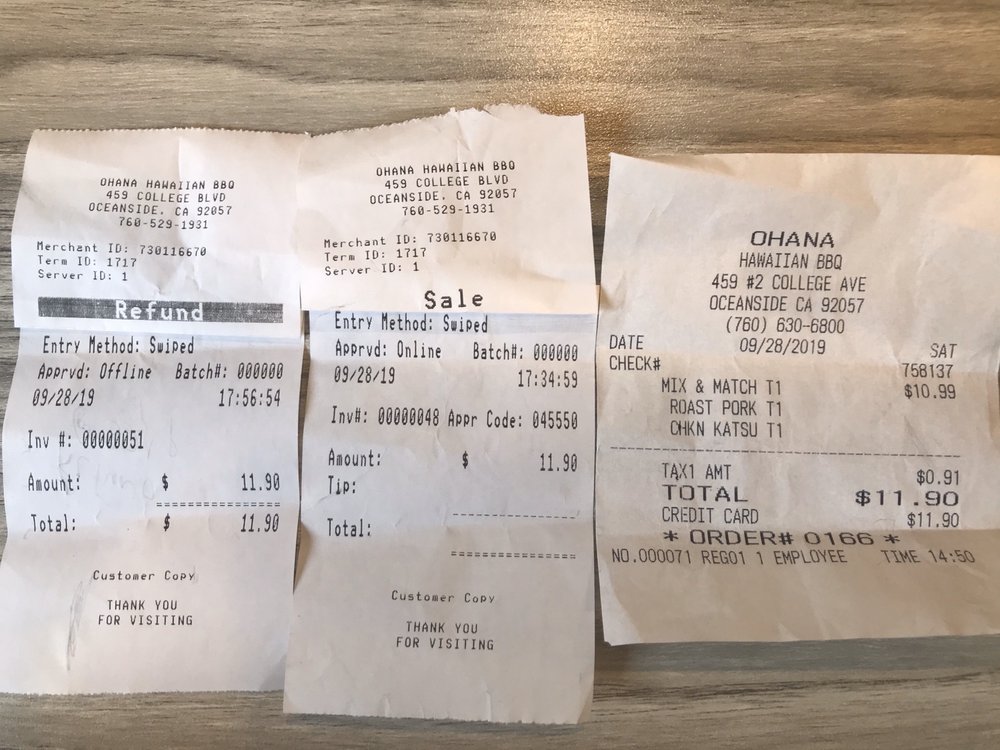 OHANA HAWAIIAN BBQ
459 COLLEGE BLVD
OCEANSIDE, CA 92057
760-529-1931
Merchant ID: 730116670
Term ID: 1717
Server ID: 1
Refund
Entry Method: Swiped
Apprvd: Offline Batch#: 000000
09/28/19 17:56:54
Inv #: 00000051
Amount: $ 11.90
Total: $ 11.90
Customer Copy
THANK YOU
FOR VISITING
OHANA HAWAIIAN BBQ
459 COLLEGE BLVD
OCEANSIDE, CA 92057
760-529-1931
Merchant ID: 730116670
Term ID: 1717
Server ID: 1
Sale
Entry Method: Swiped
Apprvd: Online Batch#: 000000
09/28/19 17:34:59
Inv#: 00000048 Appr Code: 045550
Amount: $ 11.90
Tip:
Total:
Customer Copy
THANK YOU
FOR VISITING
OHANA
HAWAIIAN BBQ
459 #2 COLLEGE AVE
OCEANSIDE CA 92057
(760) 630-6800
DATE 09/28/2019 SAT
CHECK# 758137
MIX & MATCH T1 $10.99
ROAST PORK T1
CHKN KATSU T1
TAX1 AMT $0.91
TOTAL $11.90
CREDIT CARD $11.90
* ORDER# 0166 *
NO.000071 REG01 1 EMPLOYEE TIME 14:50